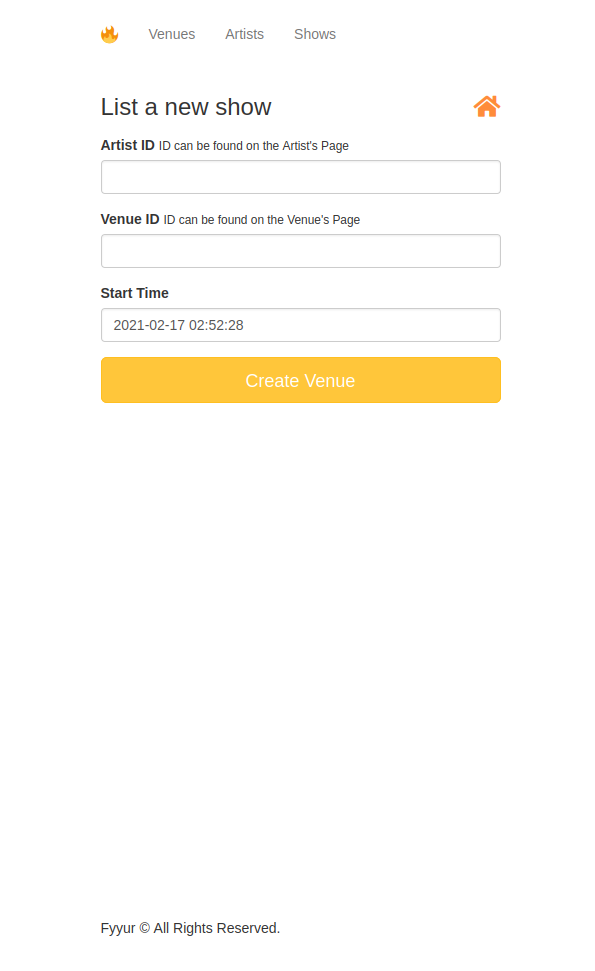 Venues Artists Shows
List a new show
Artist ID ID can be found on the Artist's Page
Venue ID ID can be found on the Venue's Page
Start Time
2021-02-17 02:52:28
Create Venue
Fyyur © All Rights Reserved.